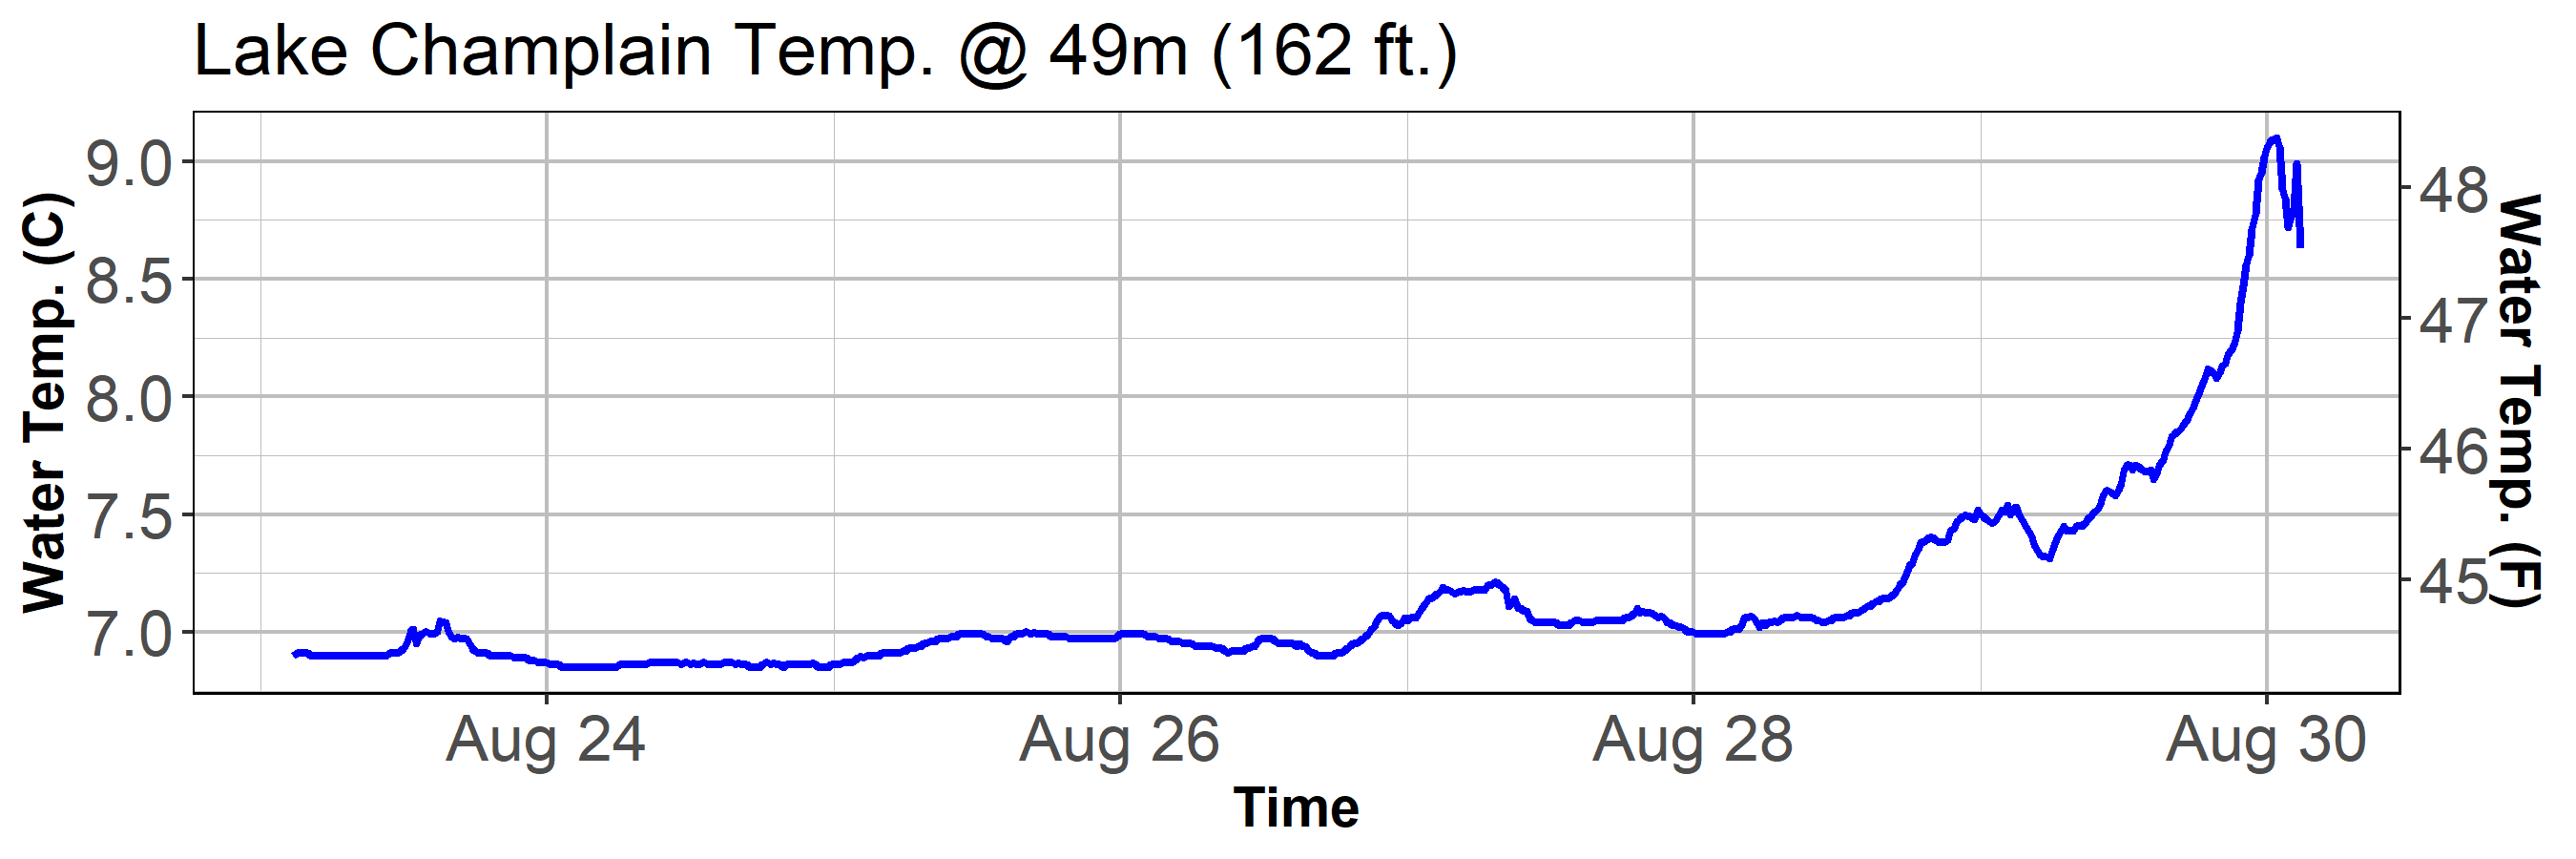 Lake Champlain Temp. @ 49m (162 ft.)
Water Temp. (C)
9.0
8.5
8.0
7.5
7.0
48
47
46
45
Water Temp. (F)
Aug 24 Aug 26 Aug 28 Aug 30
Time